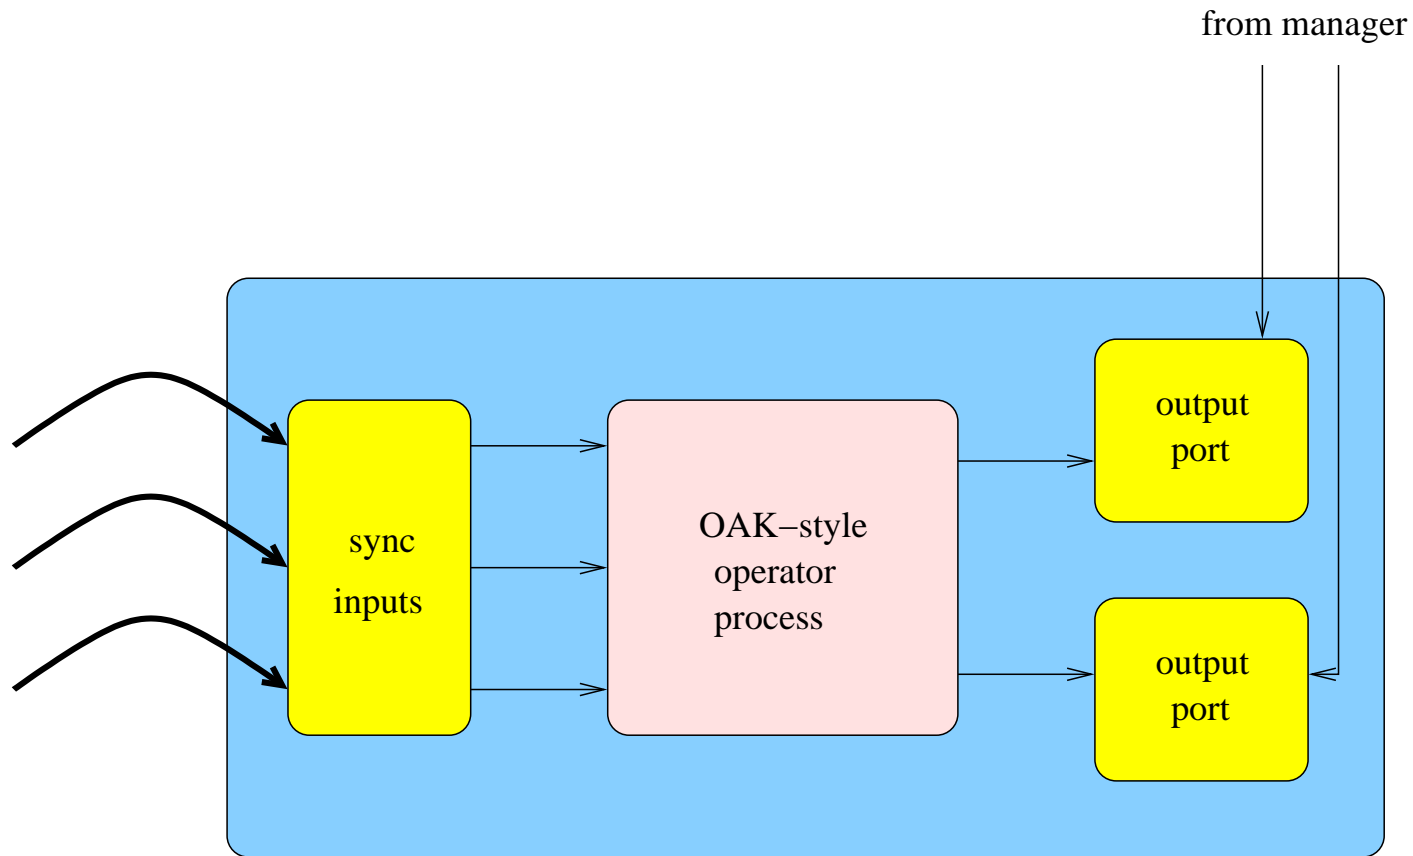 from manager
output
port
sync
inputs
OAK−style
operator
process
output
port